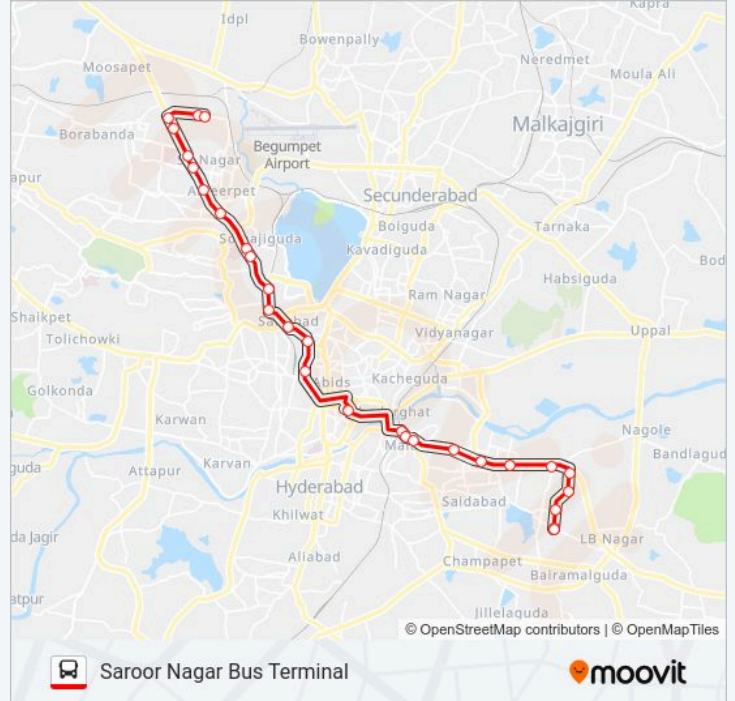 Kapra
Idpl
Bowenpally
Neredmet
Moosapet
Moula Ali
Malkajgiri
Borabanda
Begumpet
Airport
Nagar
apur
Secunderabad
Bolguda
Tarnaka
Kavadiguda
Bod
Habsiguda
Ram Nagar
Shaikpet
Tolichowki
Vidyanagar
Uppal
Abids
Kacheguda
Golkonda
Karwan
rghat
Nagole
Bandlagud
guda
Attapur
Karvan
Hyderabad
Saidabad
Khilwat
da Jagir
LB Nagar
Aliabad
Champapet
Bairamalguda
atpur
Jillelaguda
© OpenStreetMap contributors | © OpenMapTiles
Saroor Nagar Bus Terminal
moovit